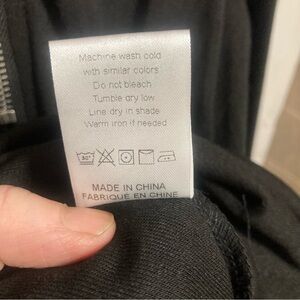 Machine wash cold
with similar colors
Do not bleach
Tumble dry low
Line dry in shade
Warm iron if needed
30°
MADE IN CHINA
FABRIQUE EN CHINE